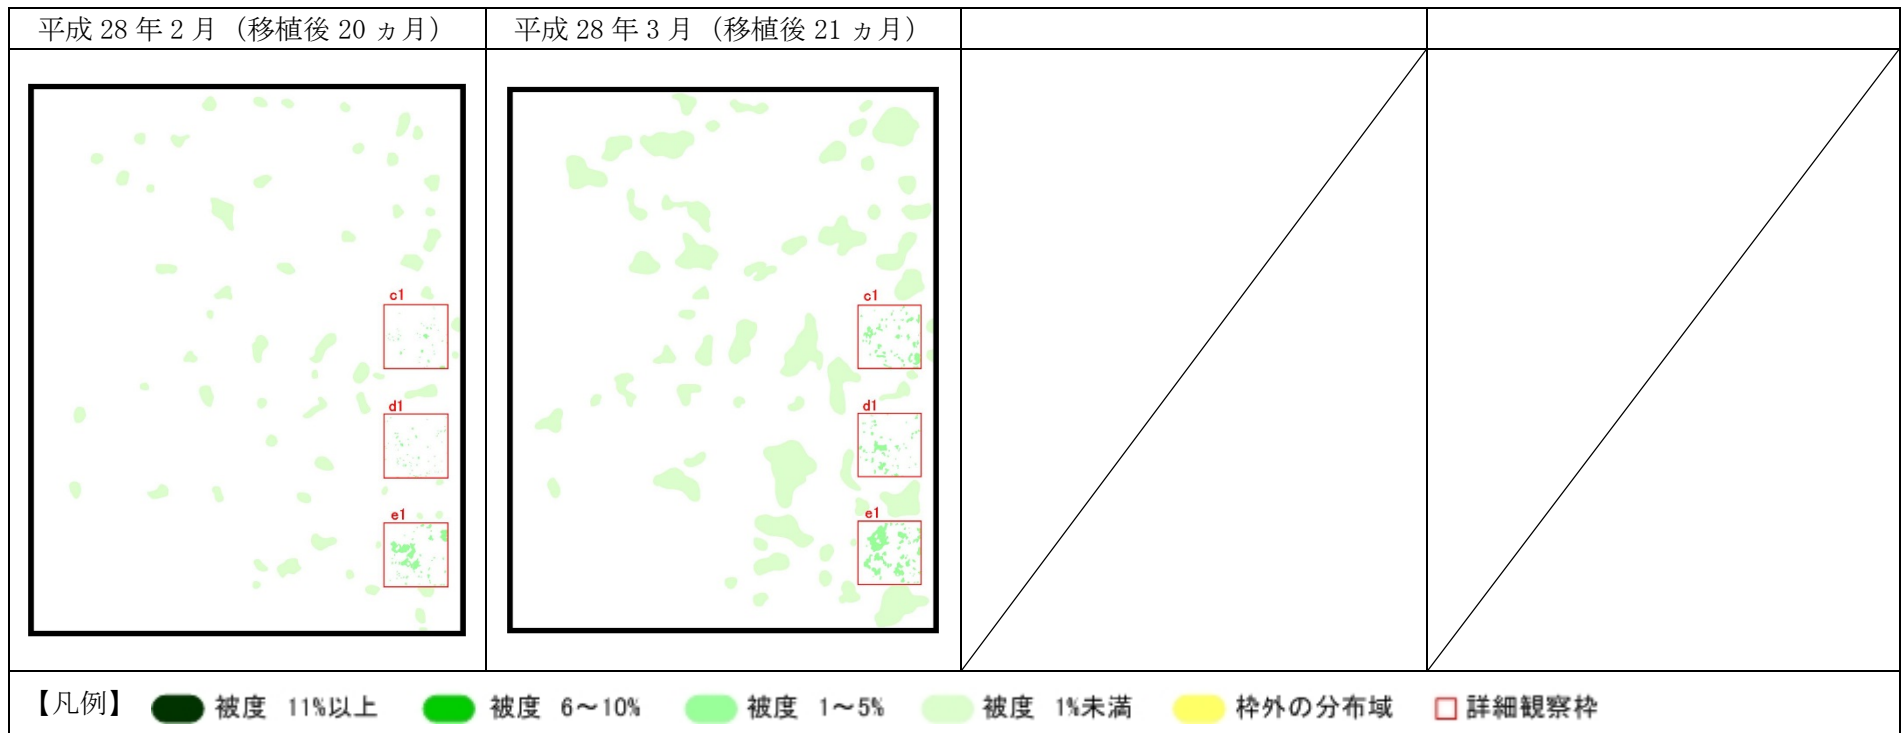 平成 28 年 2 月（移植後 20 ヵ月）
平成 28 年 3 月（移植後 21 ヵ月）
c1
d1
e1
c1
d1
e1
【凡例】 被度 11%以上 被度 6～10% 被度 1～5% 被度 1%未満 枠外の分布域 詳細観察枠